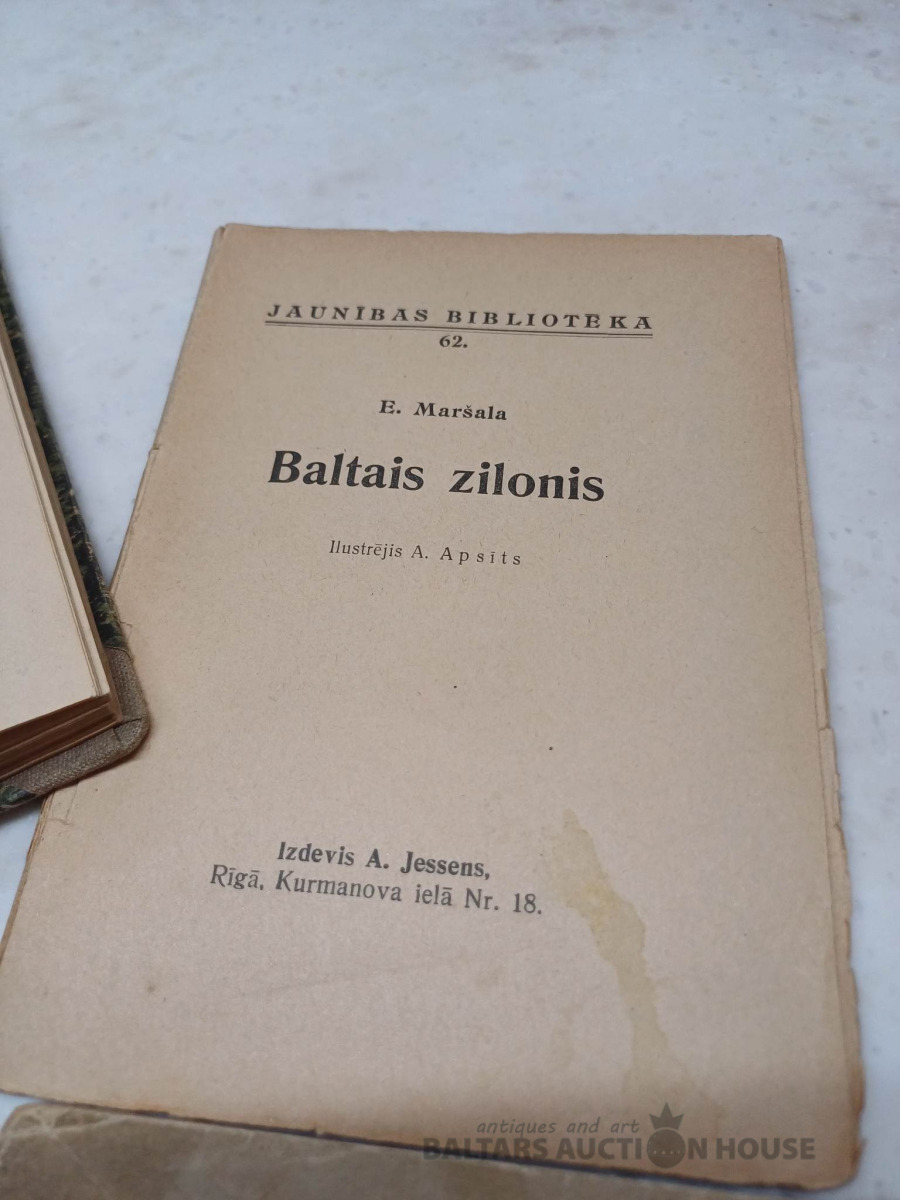 JAUNĪBAS BIBLIOTĒKA
62.
E. Maršala
Baltais zilonis
Ilustrējis A. Apsīts
Izdevis A. Jessens,
Rīgā, Kurmanova ielā Nr. 18.
antiques and art
BALTARS AUCTION HOUSE